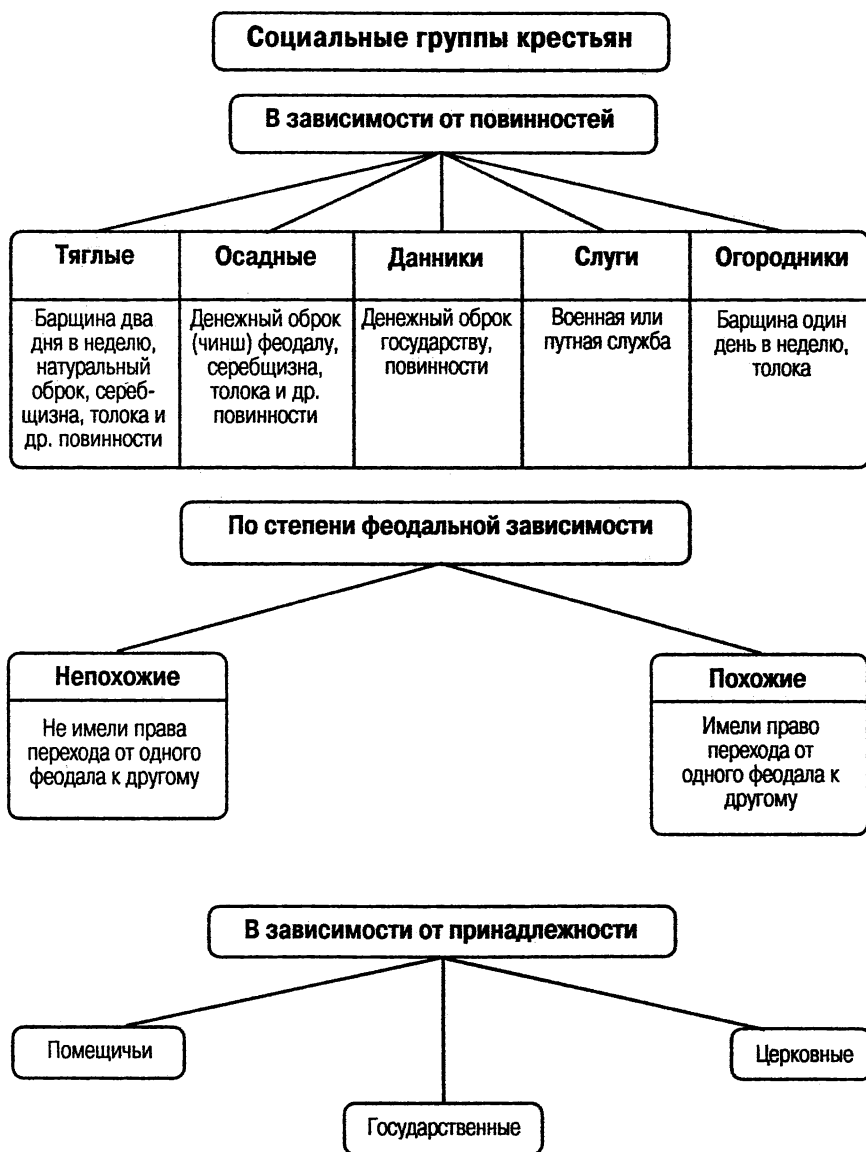 Социальные группы крестьян
В зависимости от повинностей
Тяглые
Барщина два
дня в неделю,
натуральный
оброк, сереб-
щизна, толока и
др. повинности
Осадные
Денежный оброк
(чинш) феодалу,
серебщизна,
толока и др.
повинности
Данники
Денежный оброк
государству,
повинности
Слуги
Военная или
путная служба
Огородники
Барщина один
день в неделю,
толока
По степени феодальной зависимости
Непохожие
Не имели права
перехода от одного
феодала к другому
Похожие
Имели право
перехода от
одного феодала к
другому
В зависимости от принадлежности
Помещичьи
Церковные
Государственные